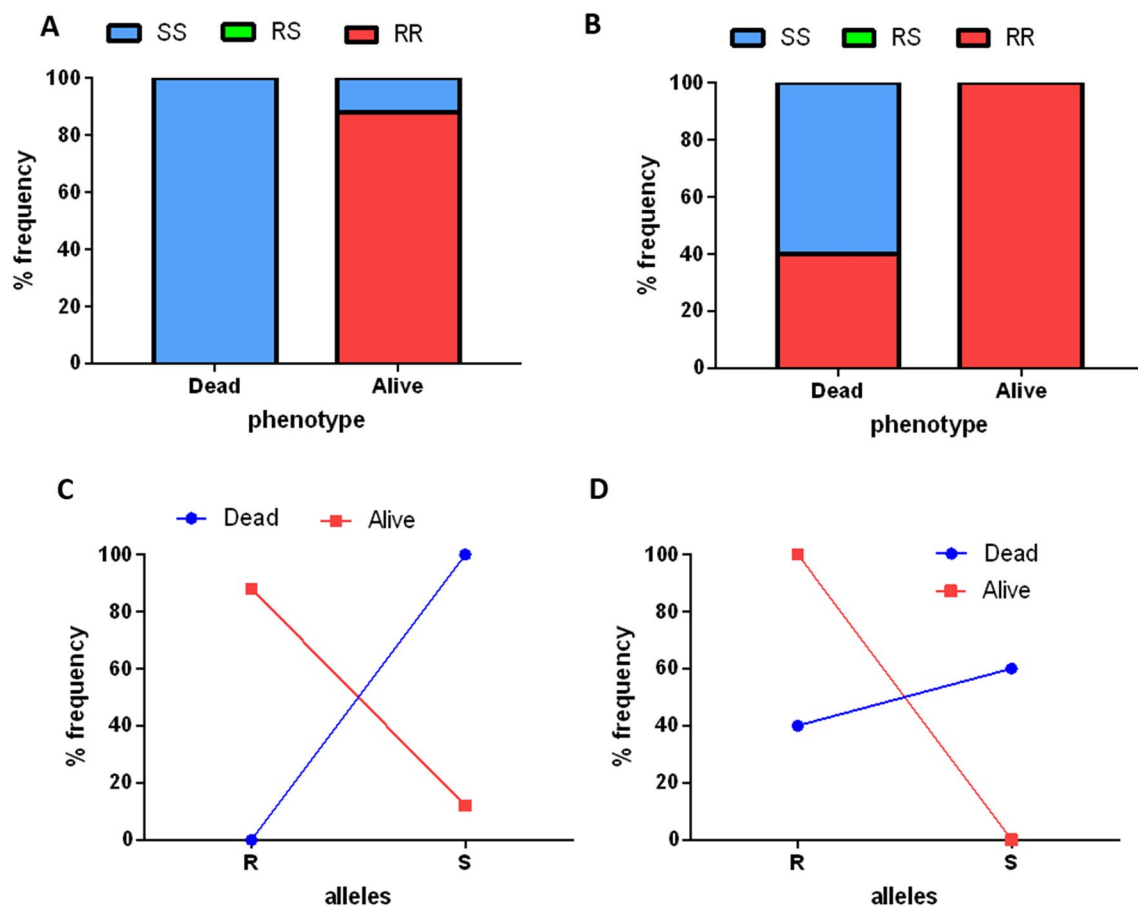 A
SS RS RR
% frequency
100
80
60
40
20
0
Dead Alive
phenotype
B
SS RS RR
% frequency
100
80
60
40
20
0
Dead Alive
phenotype
C
Dead Alive
% frequency
100
80
60
40
20
0
R S
alleles
D
Dead
Alive
% frequency
100
80
60
40
20
0
R S
alleles